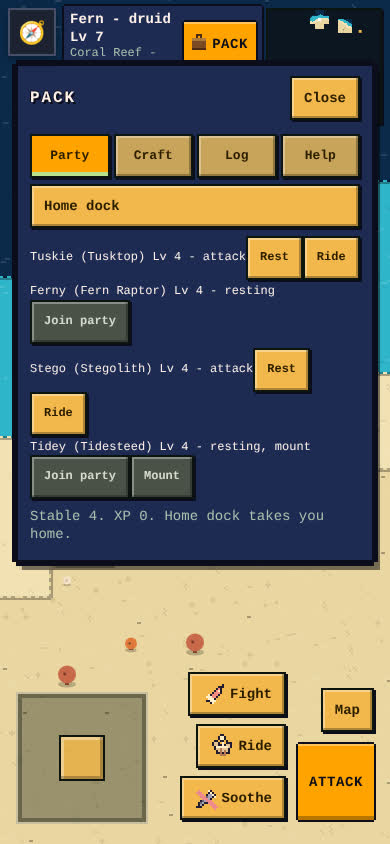 Fern - druid
Lv 7
Coral Reef -
PACK
PACK
Close
Party
Craft
Log
Help
Home dock
Tuskie (Tusktop) Lv 4 - attack
Rest
Ride
Ferny (Fern Raptor) Lv 4 - resting
Join party
Stego (Stegolith) Lv 4 - attack
Rest
Ride
Tidey (Tidesteed) Lv 4 - resting, mount
Join party
Mount
Stable 4. XP 0. Home dock takes you
home.
Fight
Map
Ride
ATTACK
Soothe